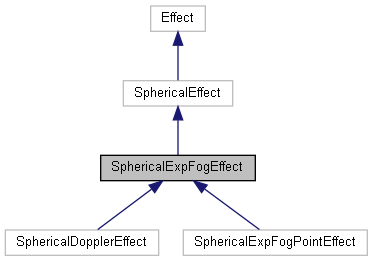 Effect
SphericalEffect
SphericalExpFogEffect
SphericalDopplerEffect
SphericalExpFogPointEffect